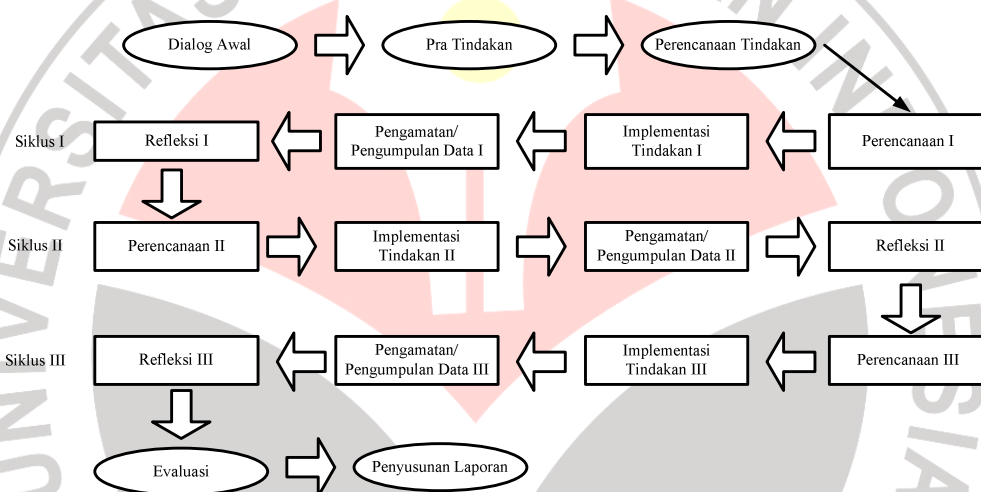 Dialog Awal
Pra Tindakan
Perencanaan Tindakan
Siklus I
Refleksi I
Pengamatan/
Pengumpulan Data I
Implementasi
Tindakan I
Perencanaan I
Siklus II
Perencanaan II
Implementasi
Tindakan II
Pengamatan/
Pengumpulan Data II
Refleksi II
Siklus III
Refleksi III
Pengamatan/
Pengumpulan Data III
Implementasi
Tindakan III
Perencanaan III
Evaluasi
Penyusunan Laporan